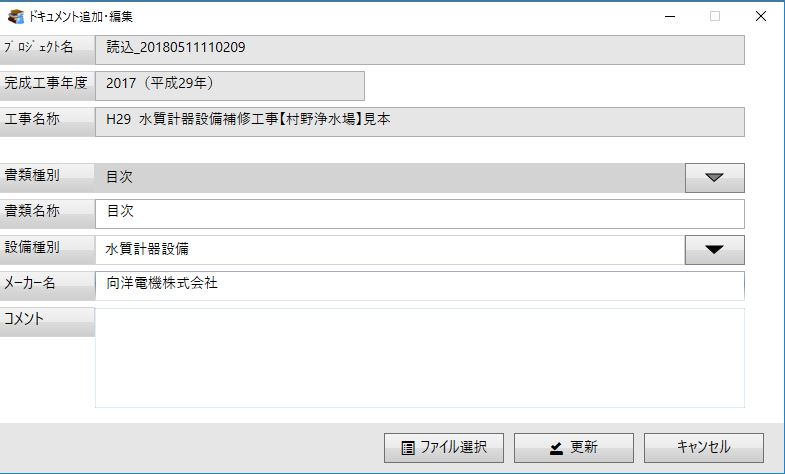 ドキュメント追加・編集
ﾌﾟﾛｼﾞｪｸﾄ名 読込_20180511110209
完成工事年度 2017（平成29年）
工事名称 H29 水質計器設備補修工事【村野浄水場】見本
書類種別 目次
書類名称 目次
設備種別 水質計器設備
ﾒｰｶｰ名 向洋電機株式会社
ｺﾒﾝﾄ
ファイル選択 更新 ｷｬﾝｾﾙ